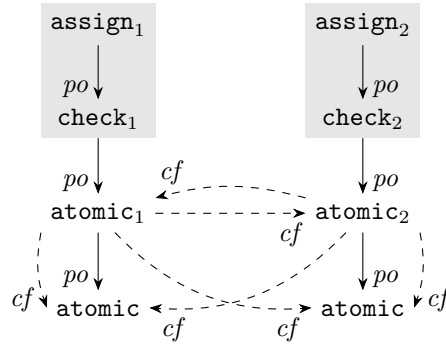 assign₁ assign₂
po po
check₁ check₂
po cf po
atomic₁ atomic₂
cf
po po
cf cf
atomic atomic
cf cf